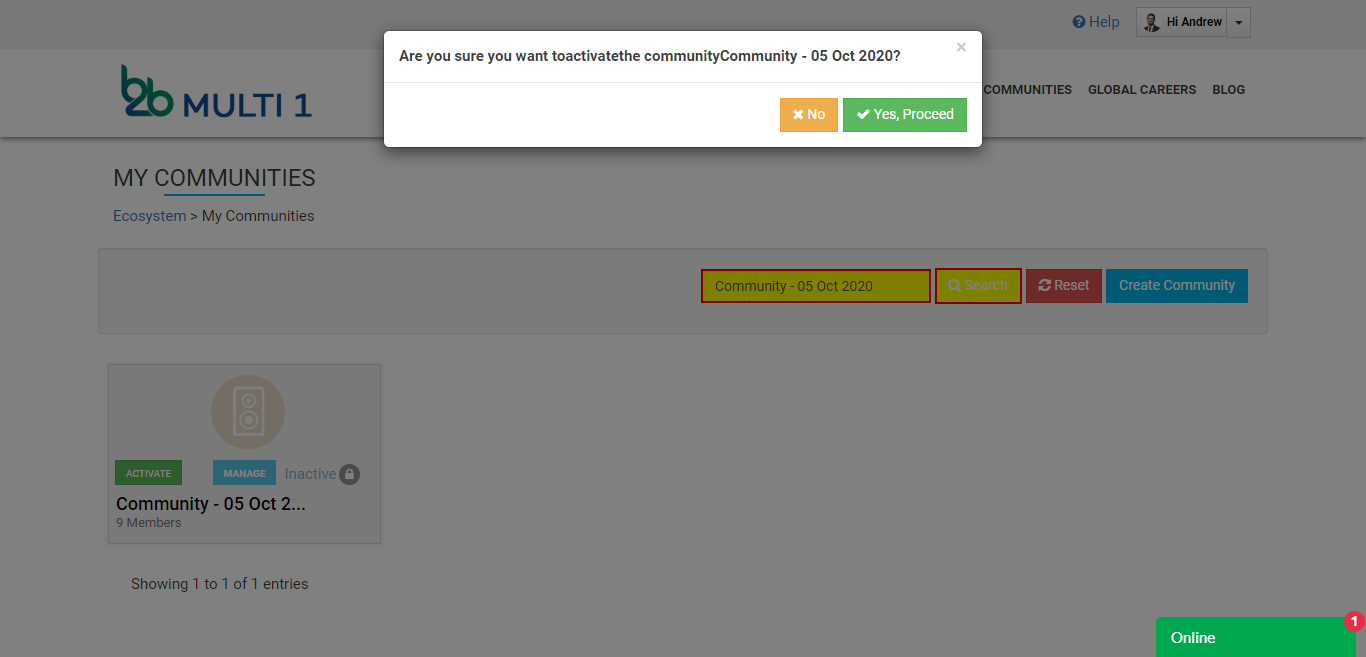 Help
Hi Andrew
Are you sure you want toactivatethe communityCommunity - 05 Oct 2020?
×
No
Yes, Proceed
b2b MULTI 1
COMMUNITIES
GLOBAL CAREERS
BLOG
MY COMMUNITIES
Ecosystem > My Communities
Community - 05 Oct 2020
Search
Reset
Create Community
ACTIVATE
MANAGE
Inactive
Community - 05 Oct 2...
9 Members
Showing 1 to 1 of 1 entries
1
Online